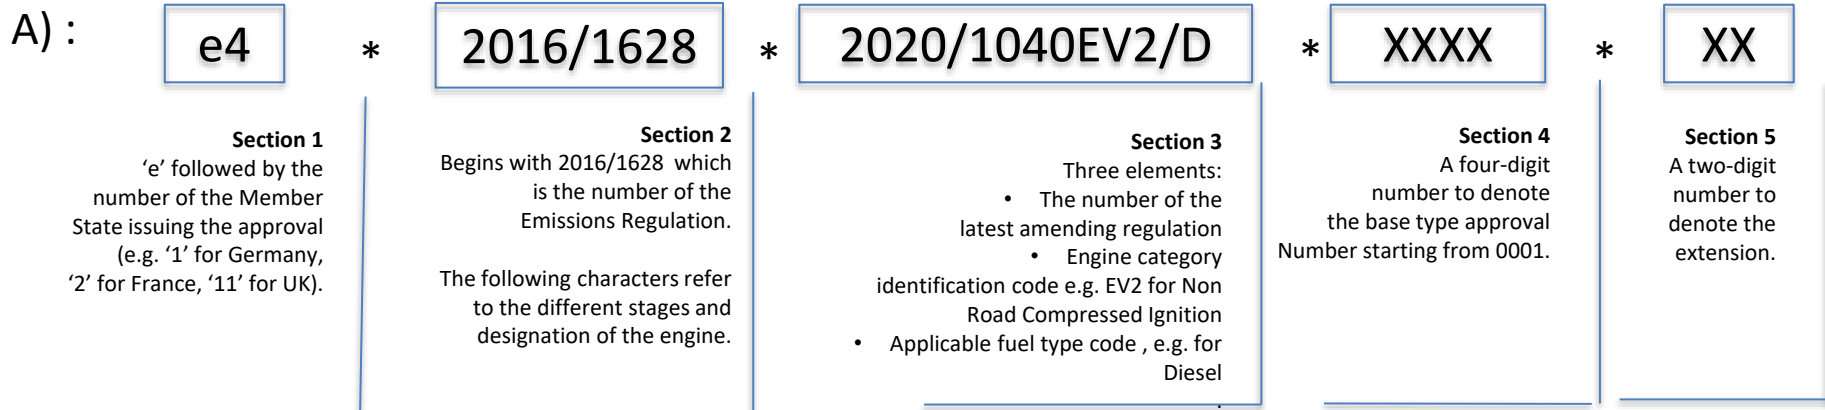 A) :
e4 * 2016/1628 * 2020/1040EV2/D * XXXX * XX
Section 1
‘e’ followed by the
number of the Member
State issuing the approval
(e.g. ‘1’ for Germany,
‘2’ for France, ‘11’ for UK).
Section 2
Begins with 2016/1628 which
is the number of the
Emissions Regulation.
The following characters refer
to the different stages and
designation of the engine.
Section 3
Three elements:
• The number of the
latest amending regulation
• Engine category
identification code e.g. EV2 for Non
Road Compressed Ignition
• Applicable fuel type code , e.g. for
Diesel
.
Section 4
A four-digit
number to denote
the base type approval
Number starting from 0001.
Section 5
A two-digit
number to
denote the
extension.